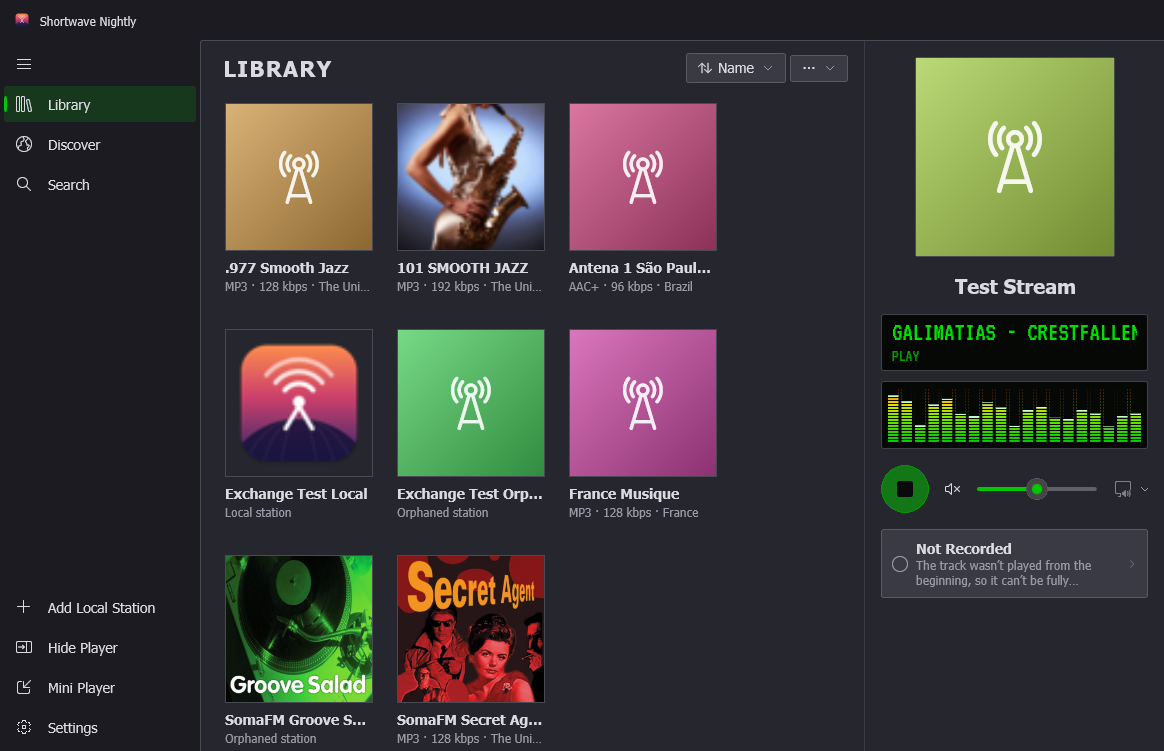 Shortwave Nightly
Library
Discover
Search
Add Local Station
Hide Player
Mini Player
Settings
LIBRARY
Name
.977 Smooth Jazz
MP3 · 128 kbps · The Uni...
101 SMOOTH JAZZ
MP3 · 192 kbps · The Uni...
Antena 1 São Paul...
AAC+ · 96 kbps · Brazil
Exchange Test Local
Local station
Exchange Test Orp...
Orphaned station
France Musique
MP3 · 128 kbps · France
Groove Salad
SomaFM Groove S...
Orphaned station
Secret Agent
SomaFM Secret Ag...
MP3 · 128 kbps · The Uni...
Test Stream
GALIMATIAS - CRESTFALLEN
PLAY
Not Recorded
The track wasn't played from the
beginning, so it can't be fully...